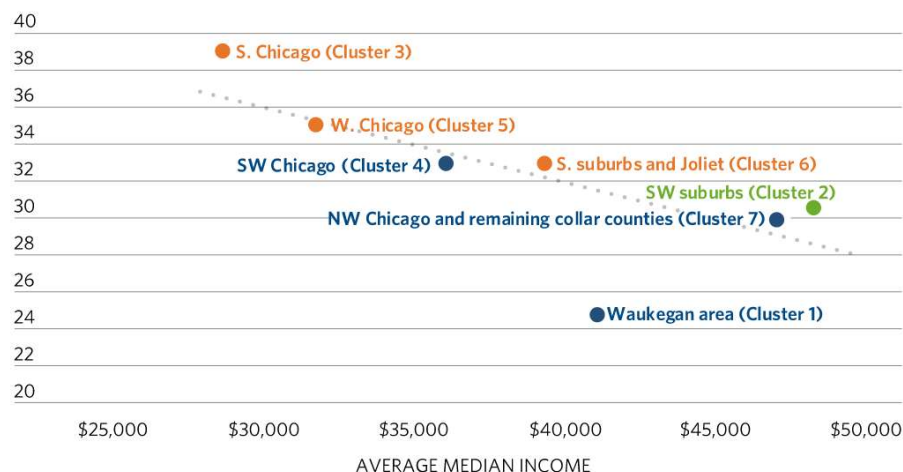 40
38
S. Chicago (Cluster 3)
36
W. Chicago (Cluster 5)
34
SW Chicago (Cluster 4)
S. suburbs and Joliet (Cluster 6)
32
SW suburbs (Cluster 2)
30
NW Chicago and remaining collar counties (Cluster 7)
28
26
24
Waukegan area (Cluster 1)
22
20
$25,000 $30,000 $35,000 $40,000 $45,000 $50,000
AVERAGE MEDIAN INCOME